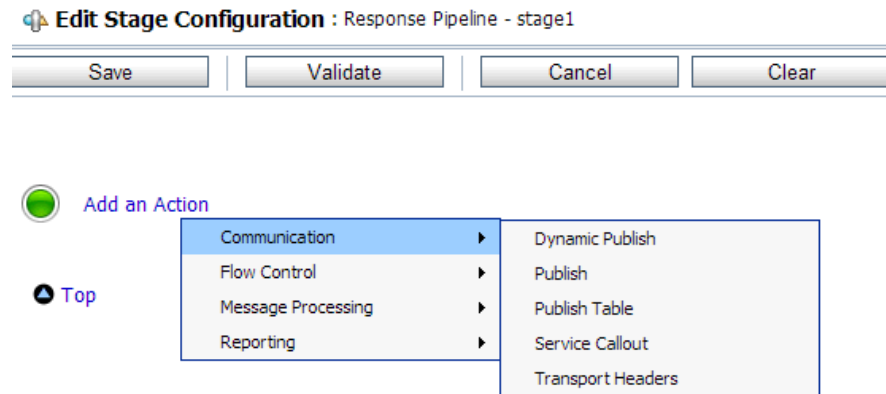 Edit Stage Configuration : Response Pipeline - stage1
Save Validate Cancel Clear
Add an Action
Communication Dynamic Publish
Flow Control Publish
Top Message Processing Publish Table
Reporting Service Callout
Transport Headers